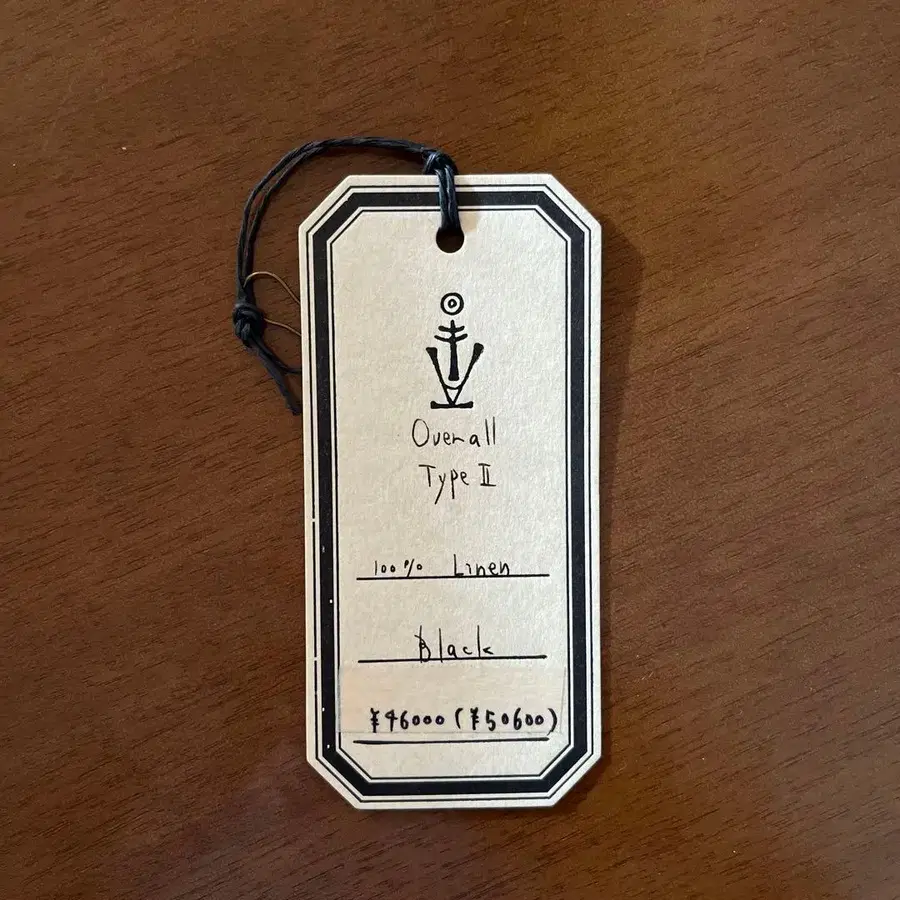 Overall
Type Ⅱ
100% Linen
Black
¥46000 (¥50600)